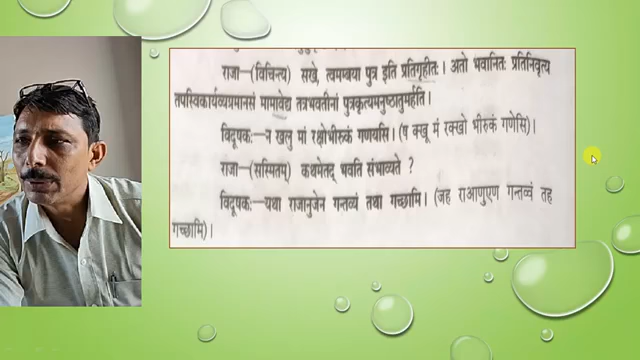 राजा—(विचिन्त्य) सखे, त्वमम्बया पुत्र इति प्रतिगृहीतः। अतो भवानितः प्रतिनिवृत्य
तपस्विकार्यव्यग्रमानसं मामावेद्य तत्रभवतीनां पुत्रकृत्यमनुष्ठातुमर्हति।
विदूषकः—न खलु मां रक्षोभीरुकं गणयसि। (ण क्खू मं रक्खो भीरुकं गणेसि)।
राजा—(सस्मितम्) कथमेतद् भवति संभाव्यते ?
विदूषकः—यथा राजानुजेन गन्तव्यं तथा गच्छामि। (जह राआणुएण गन्तव्वं तह
गच्छामि)।